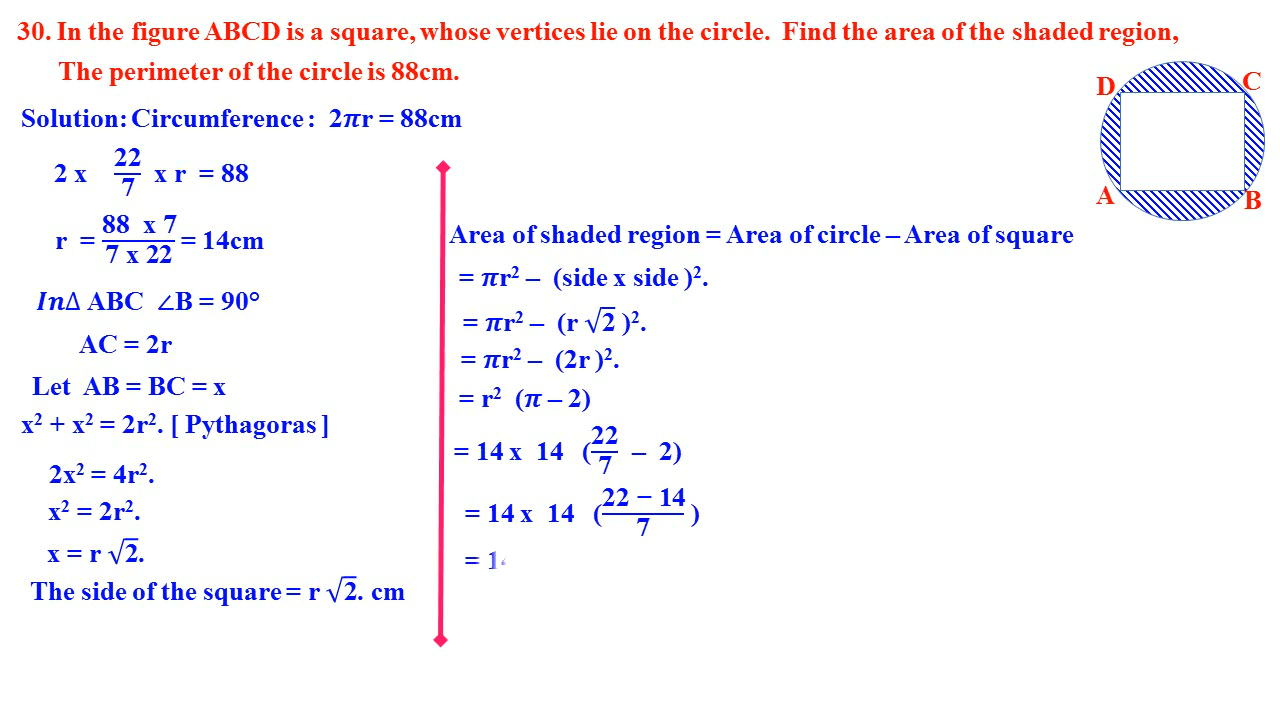 30. In the figure ABCD is a square, whose vertices lie on the circle. Find the area of the shaded region,
The perimeter of the circle is 88cm.
D
C
A
B
Solution: Circumference : 2𝝅r = 88cm
2 x 22/7 x r = 88
r = (88 x 7)/(7 x 22) = 14cm
In∆ ABC ∠B = 90°
AC = 2r
Let AB = BC = x
x² + x² = 2r². [ Pythagoras ]
2x² = 4r².
x² = 2r².
x = r √2.
The side of the square = r √2. cm
Area of shaded region = Area of circle – Area of square
= 𝝅r² – (side x side )².
= 𝝅r² – (r √2 )².
= 𝝅r² – (2r )².
= r² (𝝅 – 2)
= 14 x 14 (22/7 – 2)
= 14 x 14 ((22 − 14)/7 )
= 1